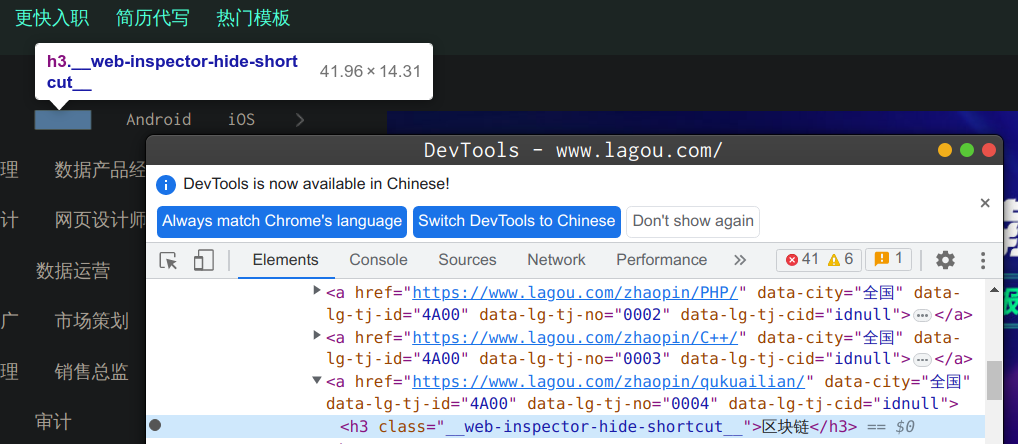 更快入职 简历代写 热门模板
h3.__web-inspector-hide-short
cut__
41.96 × 14.31
Android iOS
DevTools - www.lagou.com/
理 数据产品经
DevTools is now available in Chinese!
计 网页设计师
Always match Chrome's language Switch DevTools to Chinese Don't show again
数据运营
Elements Console Sources Network Performance 41 6 1
<a href="https://www.lagou.com/zhaopin/PHP/" data-city="全国" data-
lg-tj-id="4A00" data-lg-tj-no="0002" data-lg-tj-cid="idnull">…</a>
广 市场策划
<a href="https://www.lagou.com/zhaopin/C++/" data-city="全国" data-
lg-tj-id="4A00" data-lg-tj-no="0003" data-lg-tj-cid="idnull">…</a>
理 销售总监
<a href="https://www.lagou.com/zhaopin/qukuailian/" data-city="全国"
data-lg-tj-id="4A00" data-lg-tj-no="0004" data-lg-tj-cid="idnull">
审计
<h3 class="__web-inspector-hide-shortcut__">区块链</h3> == $0